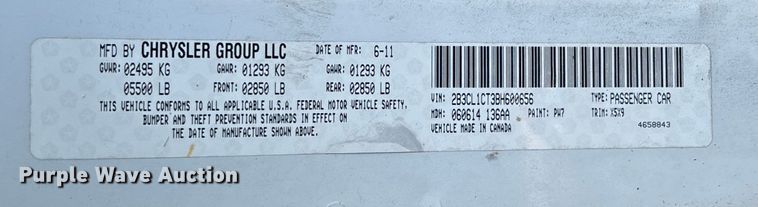 MFD BY CHRYSLER GROUP LLC DATE OF MFR: 6-11
GVWR: 02495 KG GAWR: 01293 KG GAWR: 01293 KG
05500 LB FRONT: 02850 LB REAR: 02850 LB
THIS VEHICLE CONFORMS TO ALL APPLICABLE U.S.A. FEDERAL MOTOR VEHICLE SAFETY,
BUMPER AND THEFT PREVENTION STANDARDS IN EFFECT ON
THE DATE OF MANUFACTURE SHOWN ABOVE.
VIN: 2B3CL1CT3BH600656 TYPE: PASSENGER CAR
MDH: 060614 136AA PAINT: PW7 TRIM: X5X9
VEHICLE MADE IN CANADA 4658843
Purple Wave Auction